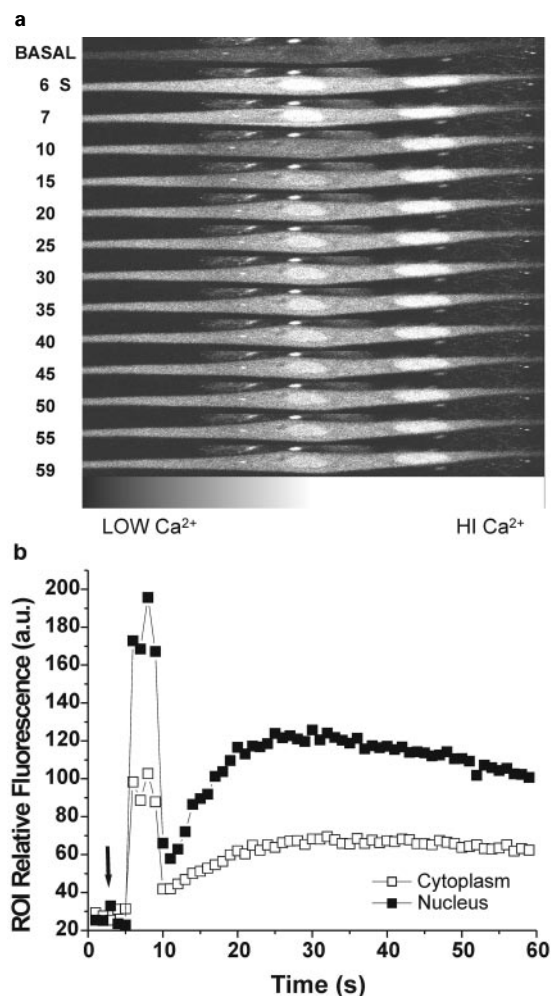 a
BASAL
6 S
7
10
15
20
25
30
35
40
45
50
55
59
LOW Ca²⁺ HI Ca²⁺
b
ROI Relative Fluorescence (a.u.)
200
180
160
140
120
100
80
60
40
20
Cytoplasm
Nucleus
0 10 20 30 40 50 60
Time (s)